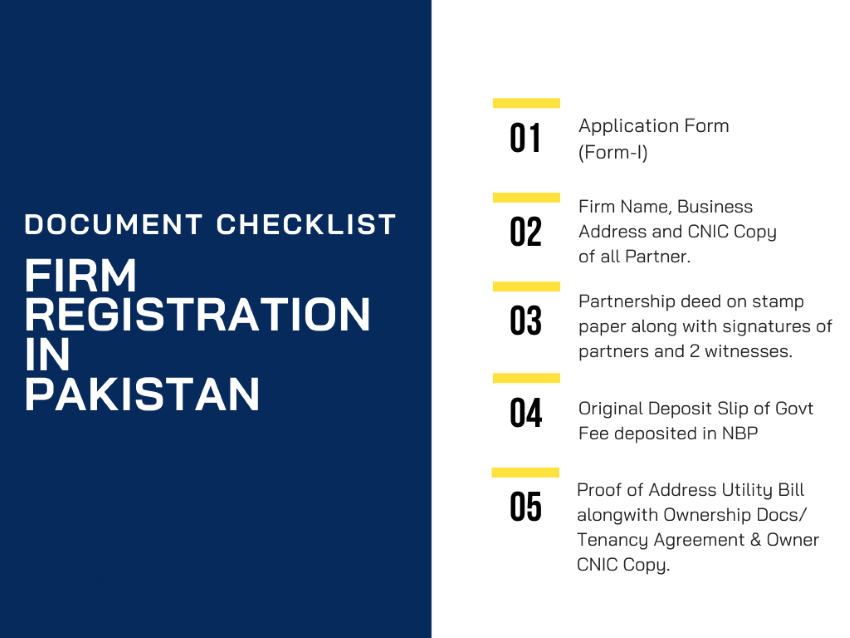 DOCUMENT CHECKLIST
FIRM
REGISTRATION
IN
PAKISTAN
01
Application Form
(Form-I)
02
Firm Name, Business
Address and CNIC Copy
of all Partner.
03
Partnership deed on stamp
paper along with signatures of
partners and 2 witnesses.
04
Original Deposit Slip of Govt
Fee deposited in NBP
05
Proof of Address Utility Bill
alongwith Ownership Docs/
Tenancy Agreement & Owner
CNIC Copy.